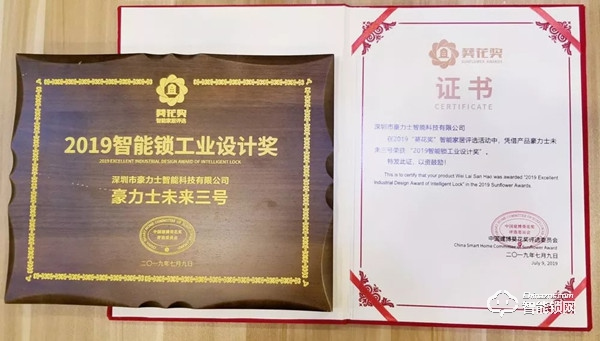 葵花奖
智能家居评选
2019智能锁工业设计奖
2019 EXCELLENT INDUSTRIAL DESIGN AWARD OF INTELLIGENT LOCK
深圳市豪力士智能科技有限公司
豪力士未来三号
二〇一九年七月九日
葵花奖
SUNFLOWER AWARDS
证书
CERTIFICATE
深圳市豪力士智能科技有限公司
在2019“葵花奖”智能家居评选活动中，凭借产品豪力士未
来三号荣获“2019智能锁工业设计奖”。
特发此证，以资鼓励！
This is to certify that your product Wei Lai San Hao was awarded "2019 Excellent
Industrial Design Award of Intelligent Lock" in the 2019 Sunflower Awards.
中国建博葵花奖评选委员会
China Smart Home Committee of Sunflower Award
二〇一九年七月九日
July 9, 2019
智能锁网